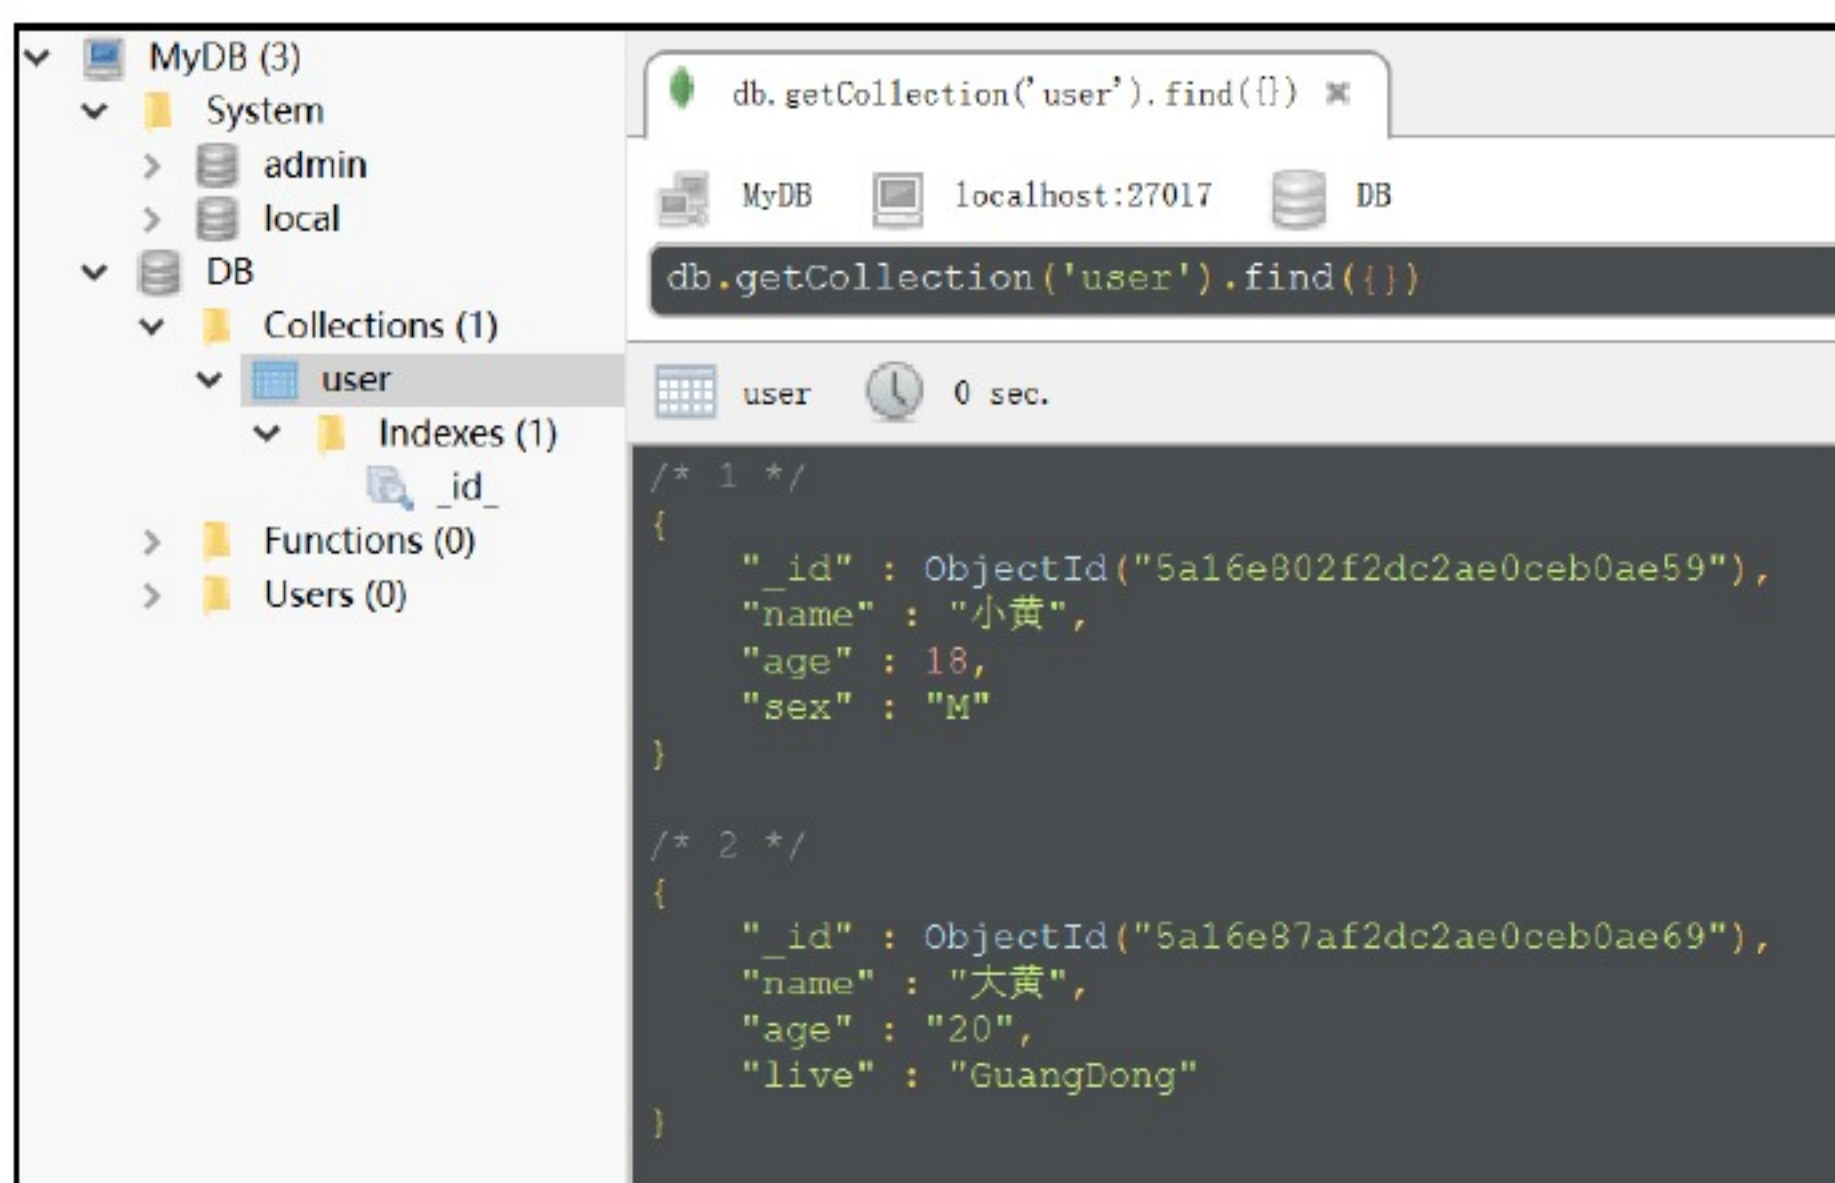 MyDB (3)
System
admin
local
DB
Collections (1)
user
Indexes (1)
_id_
Functions (0)
Users (0)
db.getCollection('user').find({})
MyDB localhost:27017 DB
db.getCollection('user').find({})
user 0 sec.
/* 1 */
{
"_id" : ObjectId("5a16e802f2dc2ae0ceb0ae59"),
"name" : "小黄",
"age" : 18,
"sex" : "M"
}
/* 2 */
{
"_id" : ObjectId("5a16e87af2dc2ae0ceb0ae69"),
"name" : "大黄",
"age" : "20",
"live" : "GuangDong"
}